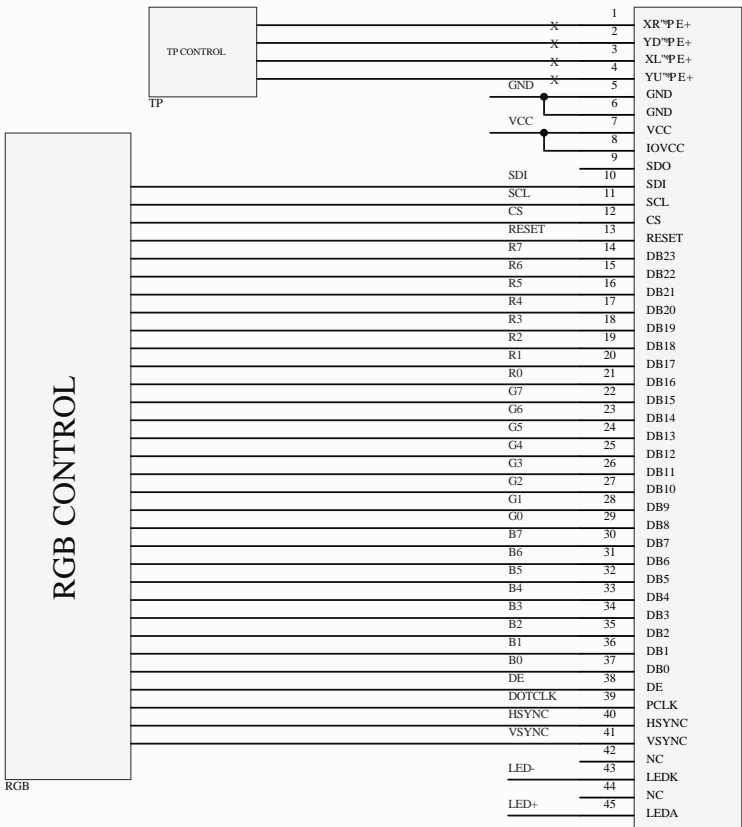 TP CONTROL
TP
RGB CONTROL
RGB
X 1
X 2 YD
X 3 XL
X 4 YU
GND 5 GND
6 GND
VCC 7 VCC
8 IOVCC
9 SDO
SDI 10 SDI
SCL 11 SCL
CS 12 CS
RESET 13 RESET
R7 14 DB23
R6 15 DB22
R5 16 DB21
R4 17 DB20
R3 18 DB19
R2 19 DB18
R1 20 DB17
R0 21 DB16
G7 22 DB15
G6 23 DB14
G5 24 DB13
G4 25 DB12
G3 26 DB11
G2 27 DB10
G1 28 DB9
G0 29 DB8
B7 30 DB7
B6 31 DB6
B5 32 DB5
B4 33 DB4
B3 34 DB3
B2 35 DB2
B1 36 DB1
B0 37 DB0
DE 38 DE
DOTCLK 39 PCLK
HSYNC 40 HSYNC
VSYNC 41 VSYNC
42 NC
LED- 43 LEDK
44 NC
LED+ 45 LEDA